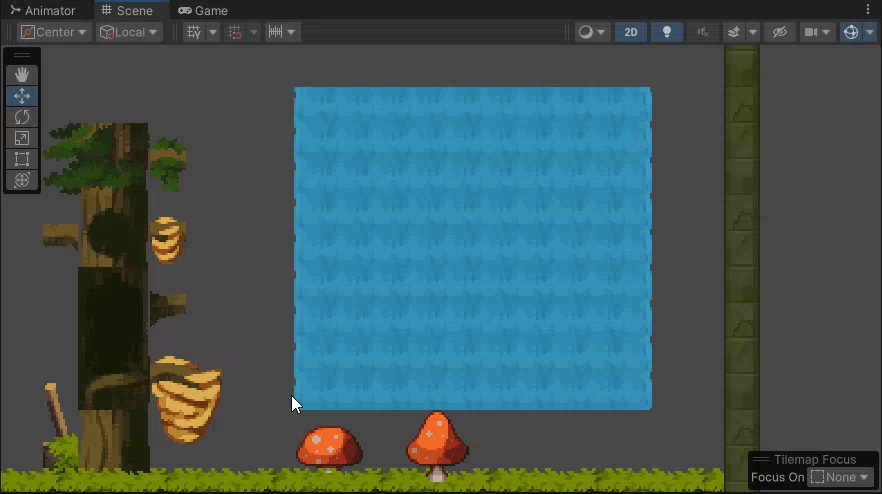 Animator
Scene
Game
Center
Local
2D
Tilemap Focus
Focus On
None